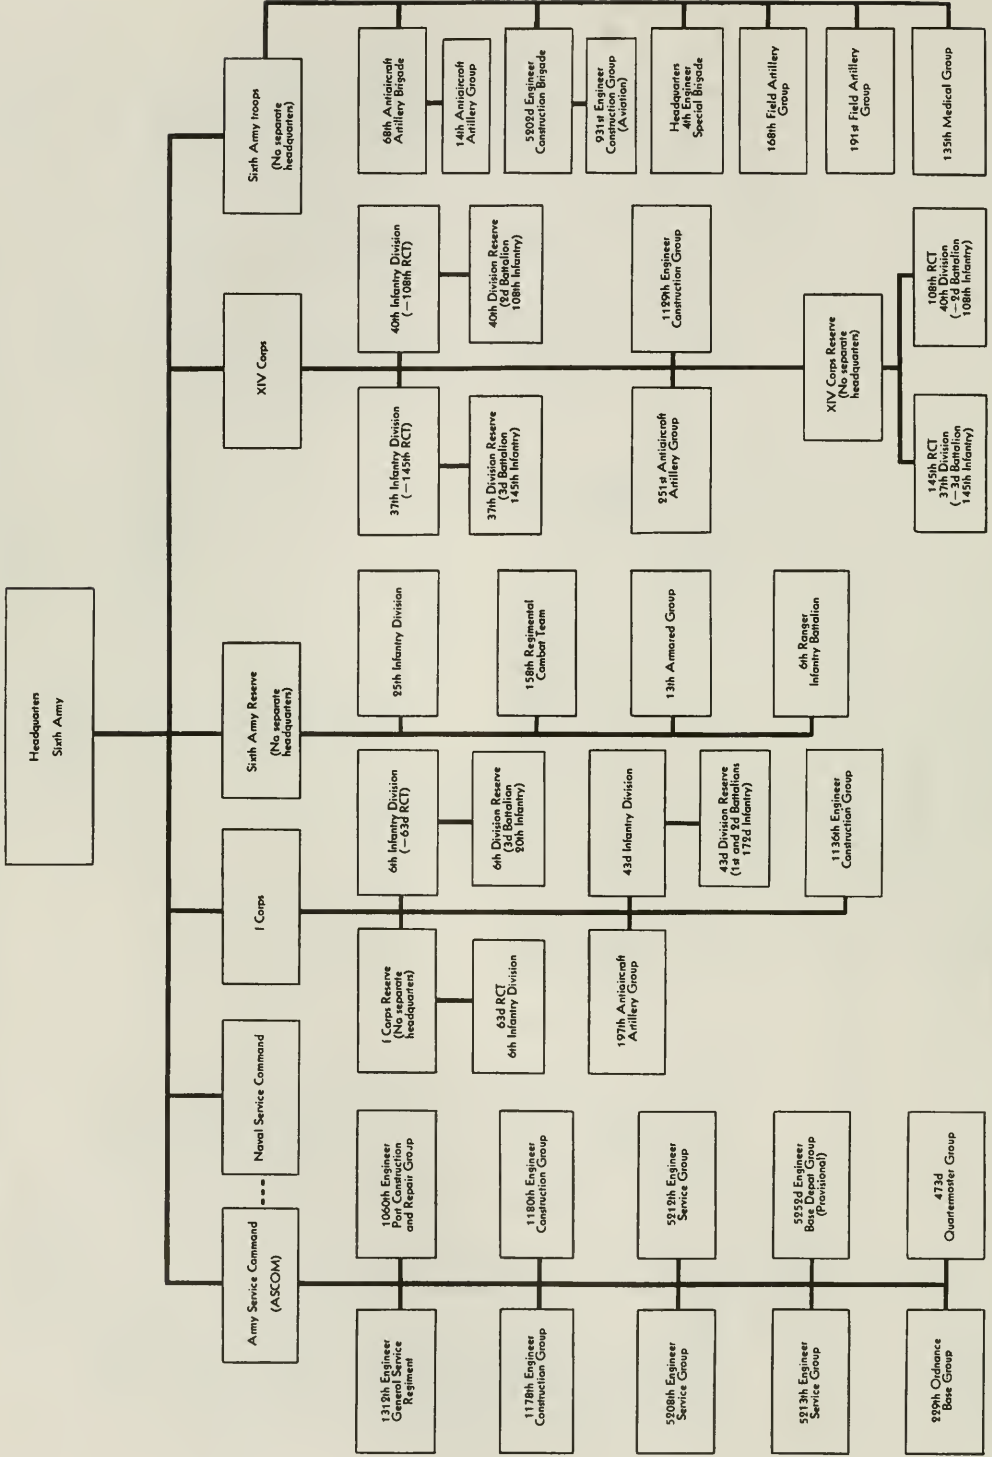 Headquarters
Sixth Army
Army Service Command
(ASCOM)
Naval Service Command
I Corps
Sixth Army Reserve
(No separate
headquarters)
XIV Corps
Sixth Army troops
(No separate
headquarters)
1312th Engineer
General Service
Regiment
1060th Engineer
Port Construction
and Repair Group
1178th Engineer
Construction Group
1180th Engineer
Construction Group
5208th Engineer
Service Group
5212th Engineer
Service Group
5213th Engineer
Service Group
5252d Engineer
Base Depot Group
(Provisional)
229th Ordnance
Base Group
473d
Quartermaster Group
I Corps Reserve
(No separate
headquarters)
63d RCT
6th Infantry Division
6th Infantry Division
(—63d RCT)
6th Division Reserve
(3d Battalion
20th Infantry)
197th Antiaircraft
Artillery Group
43d Infantry Division
43d Division Reserve
(1st and 2d Battalions
172d Infantry)
1136th Engineer
Construction Group
25th Infantry Division
158th Regimental
Combat Team
13th Armored Group
6th Ranger
Infantry Battalion
37th Infantry Division
(—145th RCT)
37th Division Reserve
(3d Battalion
145th Infantry)
40th Infantry Division
(—108th RCT)
40th Division Reserve
(2d Battalion
108th Infantry)
251st Antiaircraft
Artillery Group
1129th Engineer
Construction Group
XIV Corps Reserve
(No separate
headquarters)
145th RCT
37th Division
(—3d Battalion
145th Infantry)
108th RCT
40th Division
(—2d Battalion
108th Infantry)
68th Antiaircraft
Artillery Brigade
14th Antiaircraft
Artillery Group
5202d Engineer
Construction Brigade
931st Engineer
Construction Group
(Aviation)
Headquarters
4th Engineer
Special Brigade
168th Field Artillery
Group
191st Field Artillery
Group
135th Medical Group